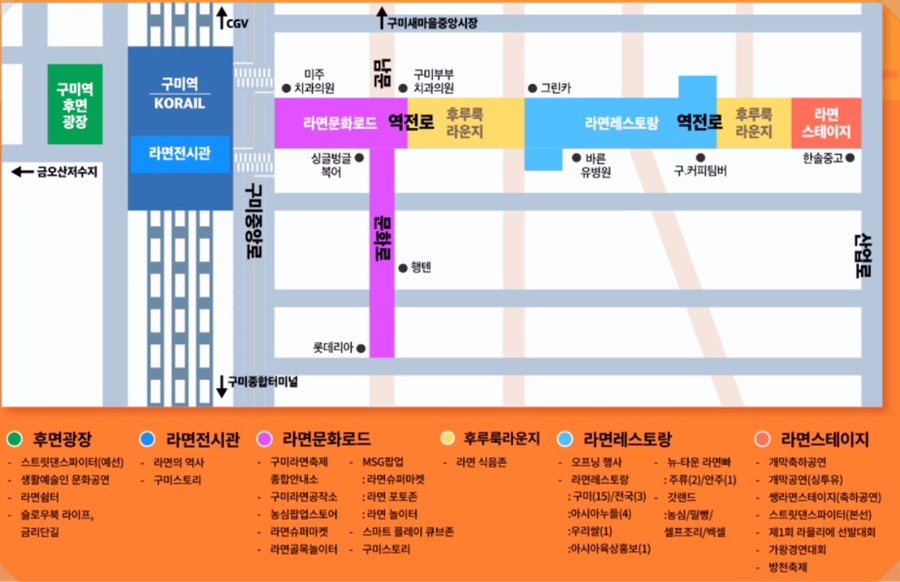 CGV
구미새마을중앙시장
남문
구미역
후면
광장
구미역
KORAIL
라면전시관
금오산저수지
미주
치과의원
구미부부
치과의원
그린카
라면문화로드
역전로
후루룩
라운지
라면레스토랑
역전로
후루룩
라운지
라면
스테이지
싱글벙글
복어
바른
유병원
구.커피팀버
한솔중고
구미중앙로
문화로
산업로
행텐
롯데리아
구미종합터미널
후면광장
- 스트릿댄스파이터(예선)
- 생활예술인 문화공연
- 라면쉼터
- 슬로우북 라이프,
금리단길
라면전시관
- 라면의 역사
- 구미스토리
라면문화로드
- 구미라면축제
종합안내소
- 구미라면공작소
- 농심팝업스토어
- 라면슈퍼마켓
- 라면골목놀이터
- MSG팝업
: 라면슈퍼마켓
: 라면 포토존
: 라면 놀이터
- 스마트 플레이 큐브존
- 구미스토리
후루룩라운지
- 라면 식음존
라면레스토랑
- 오프닝 행사
- 라면레스토랑
: 구미(15)/전국(3)
:아시아누들(4)
:우리쌀(1)
:아시아육상홍보(1)
- 뉴-타운 라면빠
: 주류(2)/안주(1)
- 갓랜드
:농심/밀빵/
셀프조리/벡셀
라면스테이지
- 개막축하공연
- 개막공연(싱투유)
- 쌩라면스테이지(축하공연)
- 스트릿댄스파이터(본선)
- 제1회 라믈리에 선발대회
- 가왕경연대회
- 방천축제